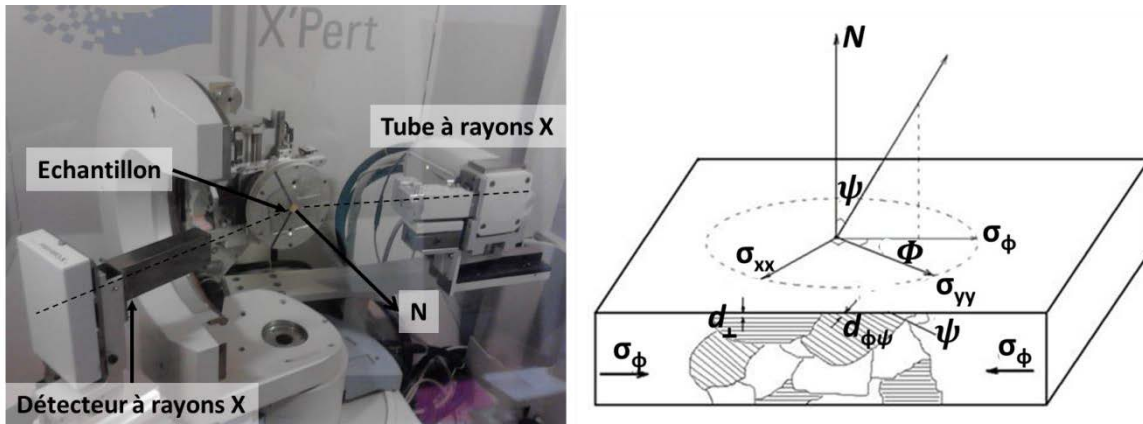 X'Pert
Tube à rayons X
Echantillon
N
Détecteur à rayons X
N
ψ
σφ
Φ
σxx
σyy
d⊥
dφψ
ψ
σφ
σφ